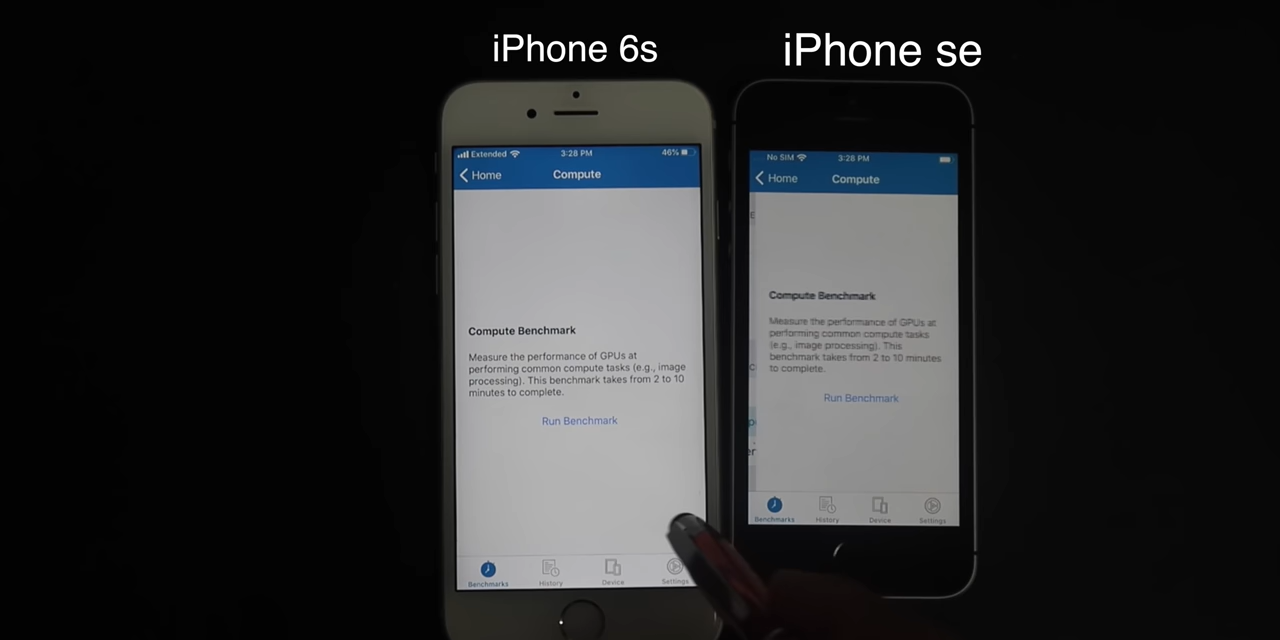 iPhone 6s
iPhone se
Extended
3:28 PM
46%
Home
Compute
Compute Benchmark
Measure the performance of GPUs at
performing common compute tasks (e.g., image
processing). This benchmark takes from 2 to 10
minutes to complete.
Run Benchmark
Benchmarks
History
Device
Settings
No SIM
3:28 PM
Home
Compute
Compute Benchmark
Measure the performance of GPUs at
performing common compute tasks
(e.g., image processing). This
benchmark takes from 2 to 10 minutes
to complete.
Run Benchmark
Benchmarks
History
Device
Settings